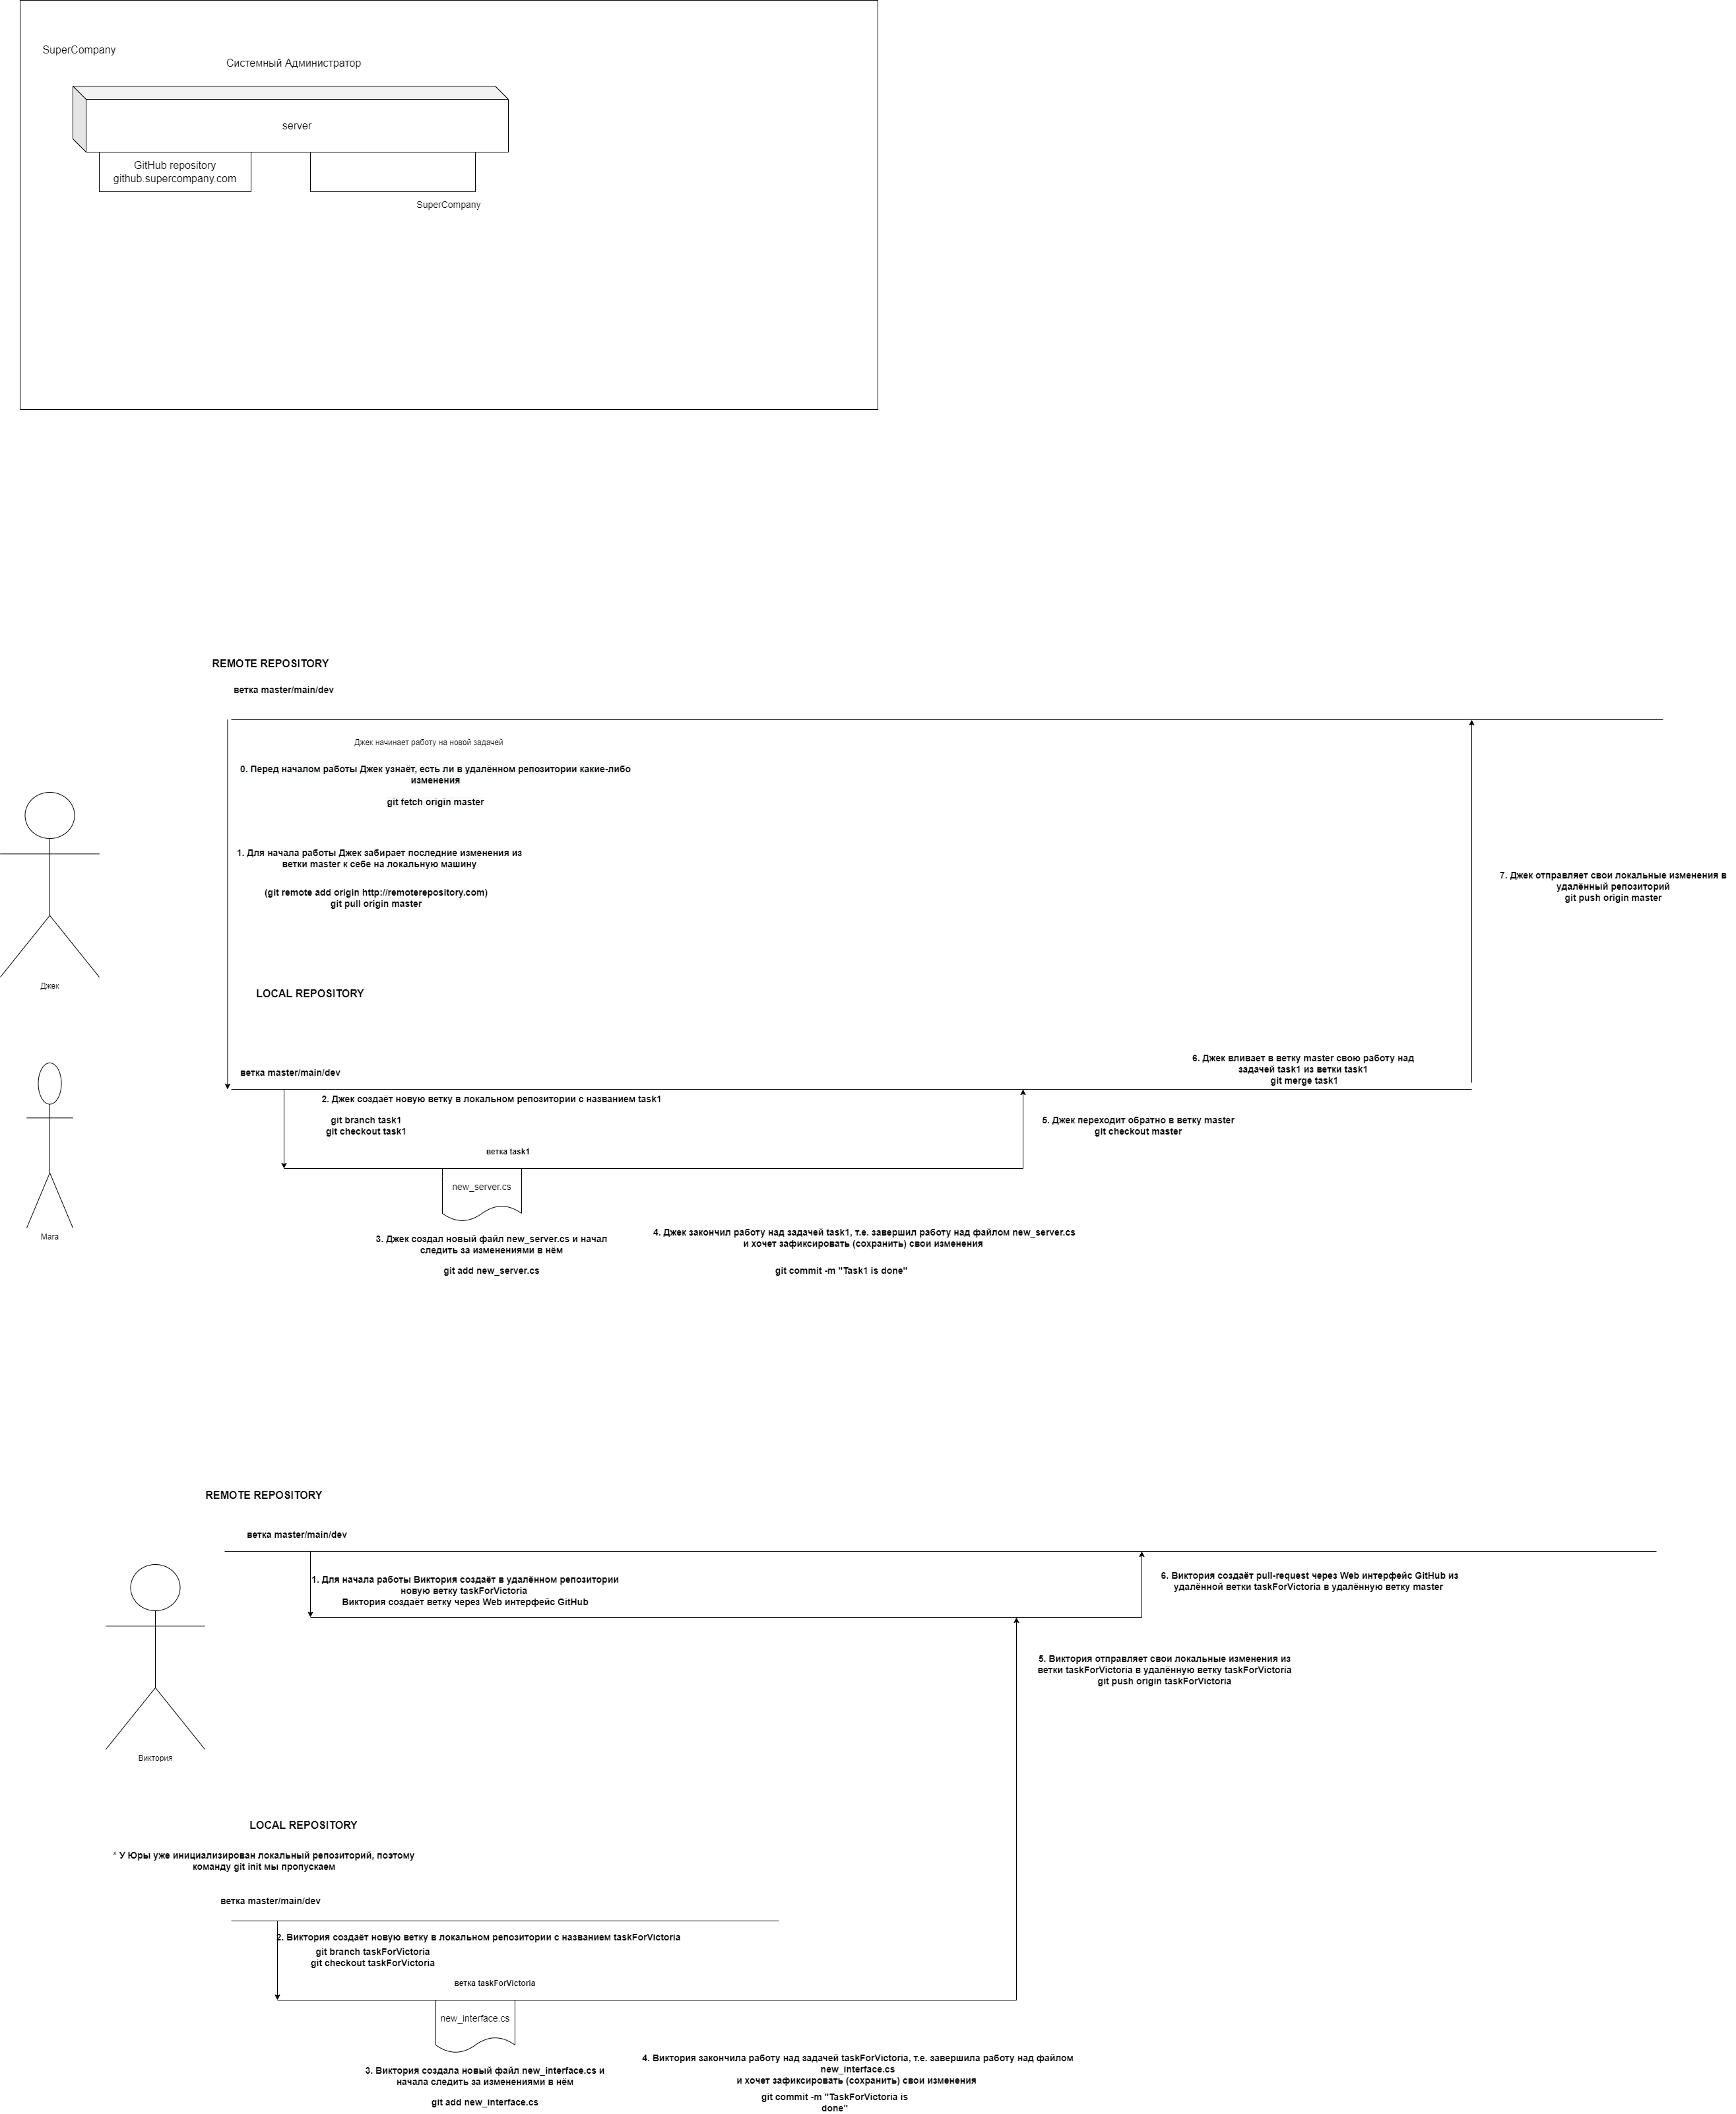 SuperCompany
Системный Администратор
server
GitHub repository
github.supercompany.com
SuperCompany
REMOTE REPOSITORY
ветка master/main/dev
Джек начинает работу на новой задачей
0. Перед началом работы Джек узнаёт, есть ли в удалённом репозитории какие-либо
изменения
git fetch origin master
1. Для начала работы Джек забирает последние изменения из
ветки master к себе на локальную машину
(git remote add origin http://remoterepository.com)
git pull origin master
7. Джек отправляет свои локальные изменения в
удалённый репозиторий
git push origin master
Джек
LOCAL REPOSITORY
6. Джек вливает в ветку master свою работу над
задачей task1 из ветки task1
git merge task1
ветка master/main/dev
2. Джек создаёт новую ветку в локальном репозитории с названием task1
git branch task1
git checkout task1
5. Джек переходит обратно в ветку master
git checkout master
ветка task1
new_server.cs
Мага
3. Джек создал новый файл new_server.cs и начал
следить за изменениями в нём
git add new_server.cs
4. Джек закончил работу над задачей task1, т.е. завершил работу над файлом new_server.cs
и хочет зафиксировать (сохранить) свои изменения
git commit -m "Task1 is done"
REMOTE REPOSITORY
ветка master/main/dev
1. Для начала работы Виктория создаёт в удалённом репозитории
новую ветку taskForVictoria
Виктория создаёт ветку через Web интерфейс GitHub
6. Виктория создаёт pull-request через Web интерфейс GitHub из
удалённой ветки taskForVictoria в удалённую ветку master
5. Виктория отправляет свои локальные изменения из
ветки taskForVictoria в удалённую ветку taskForVictoria
git push origin taskForVictoria
Виктория
LOCAL REPOSITORY
* У Юры уже инициализирован локальный репозиторий, поэтому
команду git init мы пропускаем
ветка master/main/dev
2. Виктория создаёт новую ветку в локальном репозитории с названием taskForVictoria
git branch taskForVictoria
git checkout taskForVictoria
ветка taskForVictoria
new_interface.cs
3. Виктория создала новый файл new_interface.cs и
начала следить за изменениями в нём
git add new_interface.cs
4. Виктория закончила работу над задачей taskForVictoria, т.е. завершила работу над файлом
new_interface.cs
и хочет зафиксировать (сохранить) свои изменения
git commit -m "TaskForVictoria is
done"